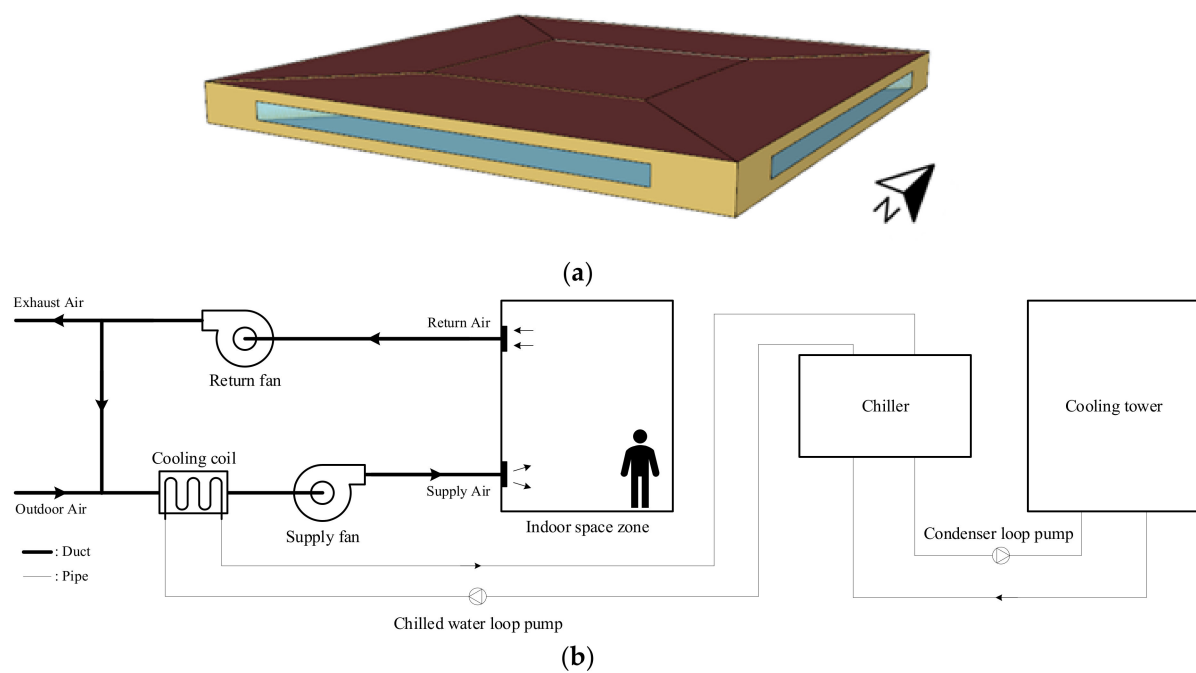 N
(a)
Exhaust Air
Return Air
Return fan
Chiller
Cooling tower
Cooling coil
Outdoor Air
Supply fan
Supply Air
Indoor space zone
Condenser loop pump
: Duct
: Pipe
Chilled water loop pump
(b)